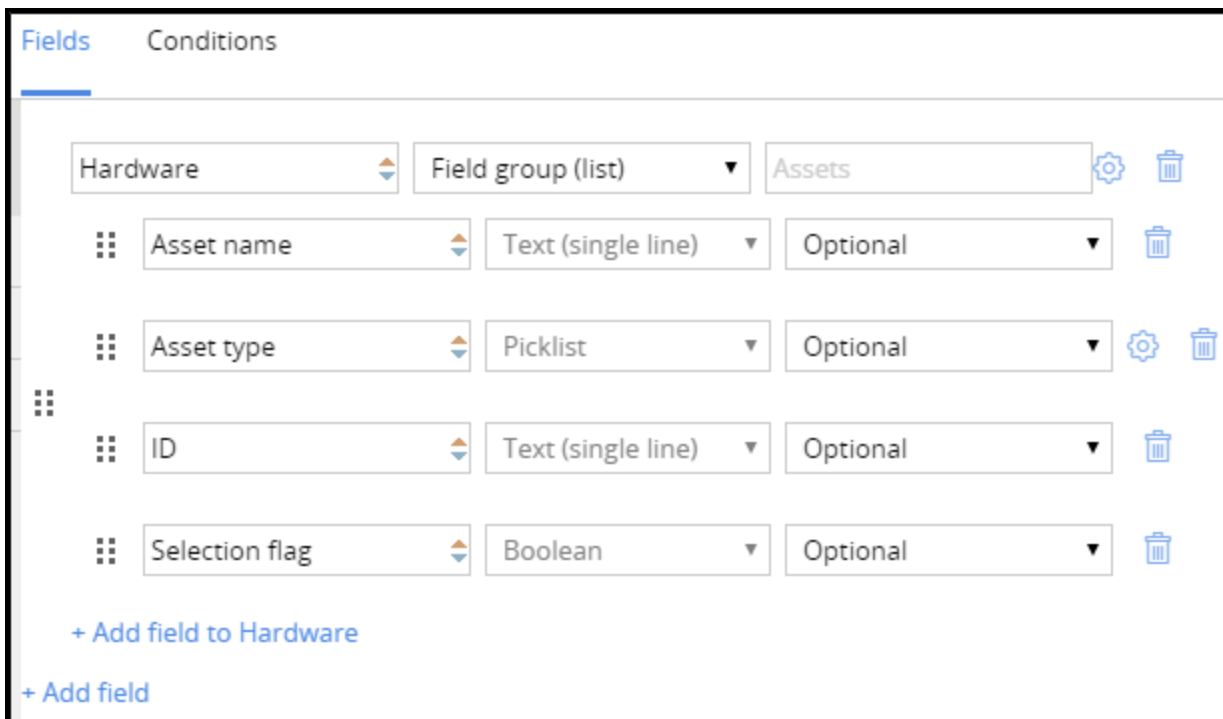 Fields Conditions
Hardware Field group (list) Assets
Asset name Text (single line) Optional
Asset type Picklist Optional
ID Text (single line) Optional
Selection flag Boolean Optional
+ Add field to Hardware
+ Add field